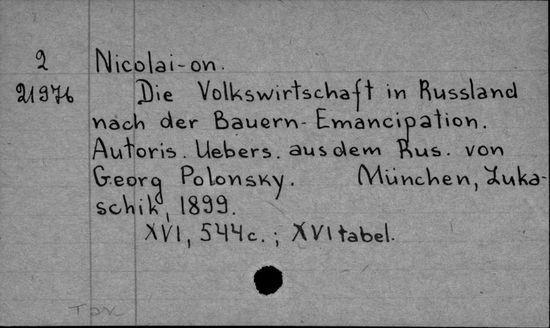 2 Nicolai-on.
21976 Die Volkswirtschaft in Russland
nach der Bauern-Emancipation.
Autoris. Uebers. aus dem Rus. von
Georg Polonsky. München, Luka-
schik, 1899.
XVI, 544 c.; XVI tabel.